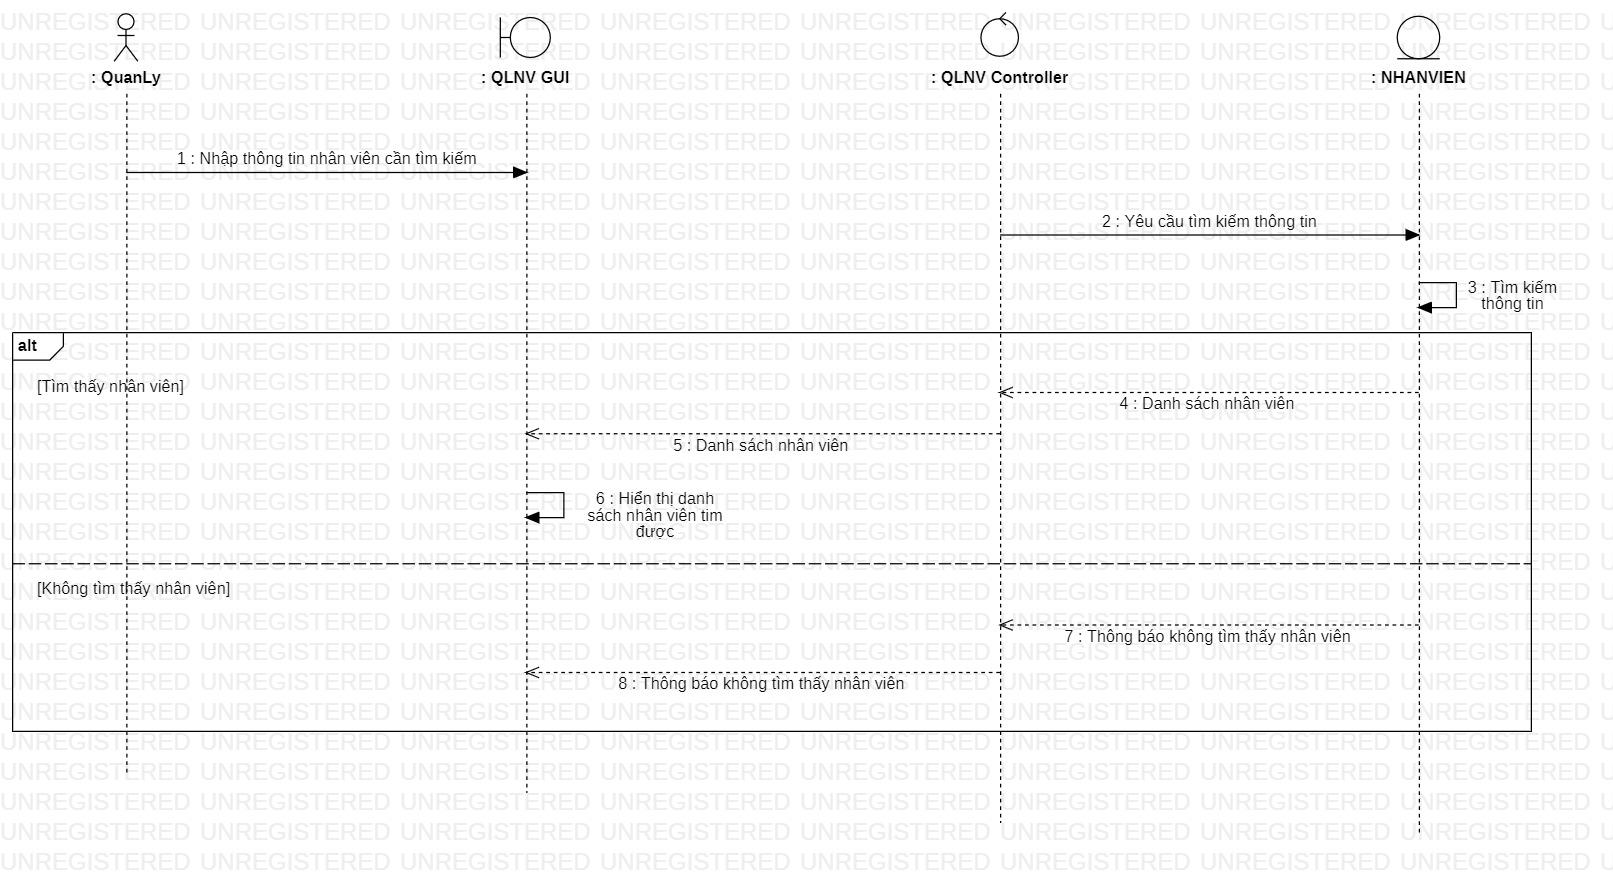 : QuanLy
: QLNV GUI
: QLNV Controller
: NHANVIEN
1 : Nhập thông tin nhân viên cần tìm kiếm
2 : Yêu cầu tìm kiếm thông tin
3 : Tìm kiếm
thông tin
alt
[Tìm thấy nhân viên]
4 : Danh sách nhân viên
5 : Danh sách nhân viên
6 : Hiển thị danh
sách nhân viên tim
được
[Không tìm thấy nhân viên]
7 : Thông báo không tìm thấy nhân viên
8 : Thông báo không tìm thấy nhân viên
UNREGISTERED